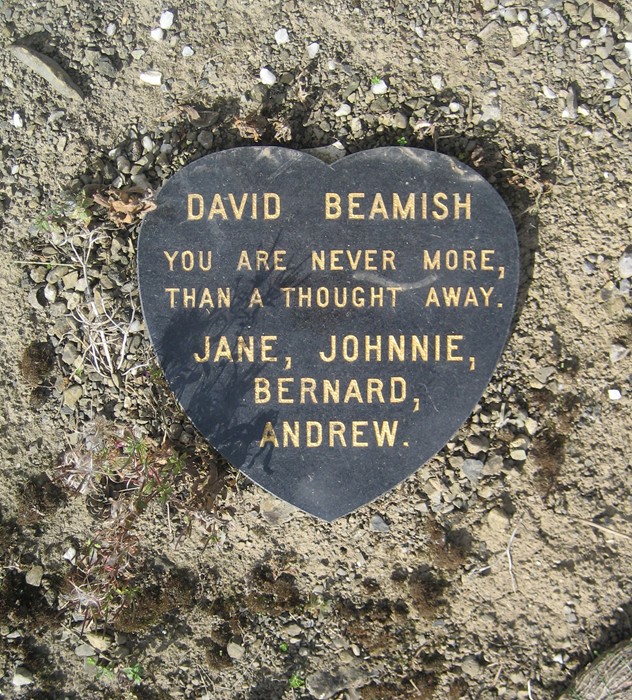 DAVID BEAMISH
YOU ARE NEVER MORE,
THAN A THOUGHT AWAY.
JANE, JOHNNIE,
BERNARD,
ANDREW.